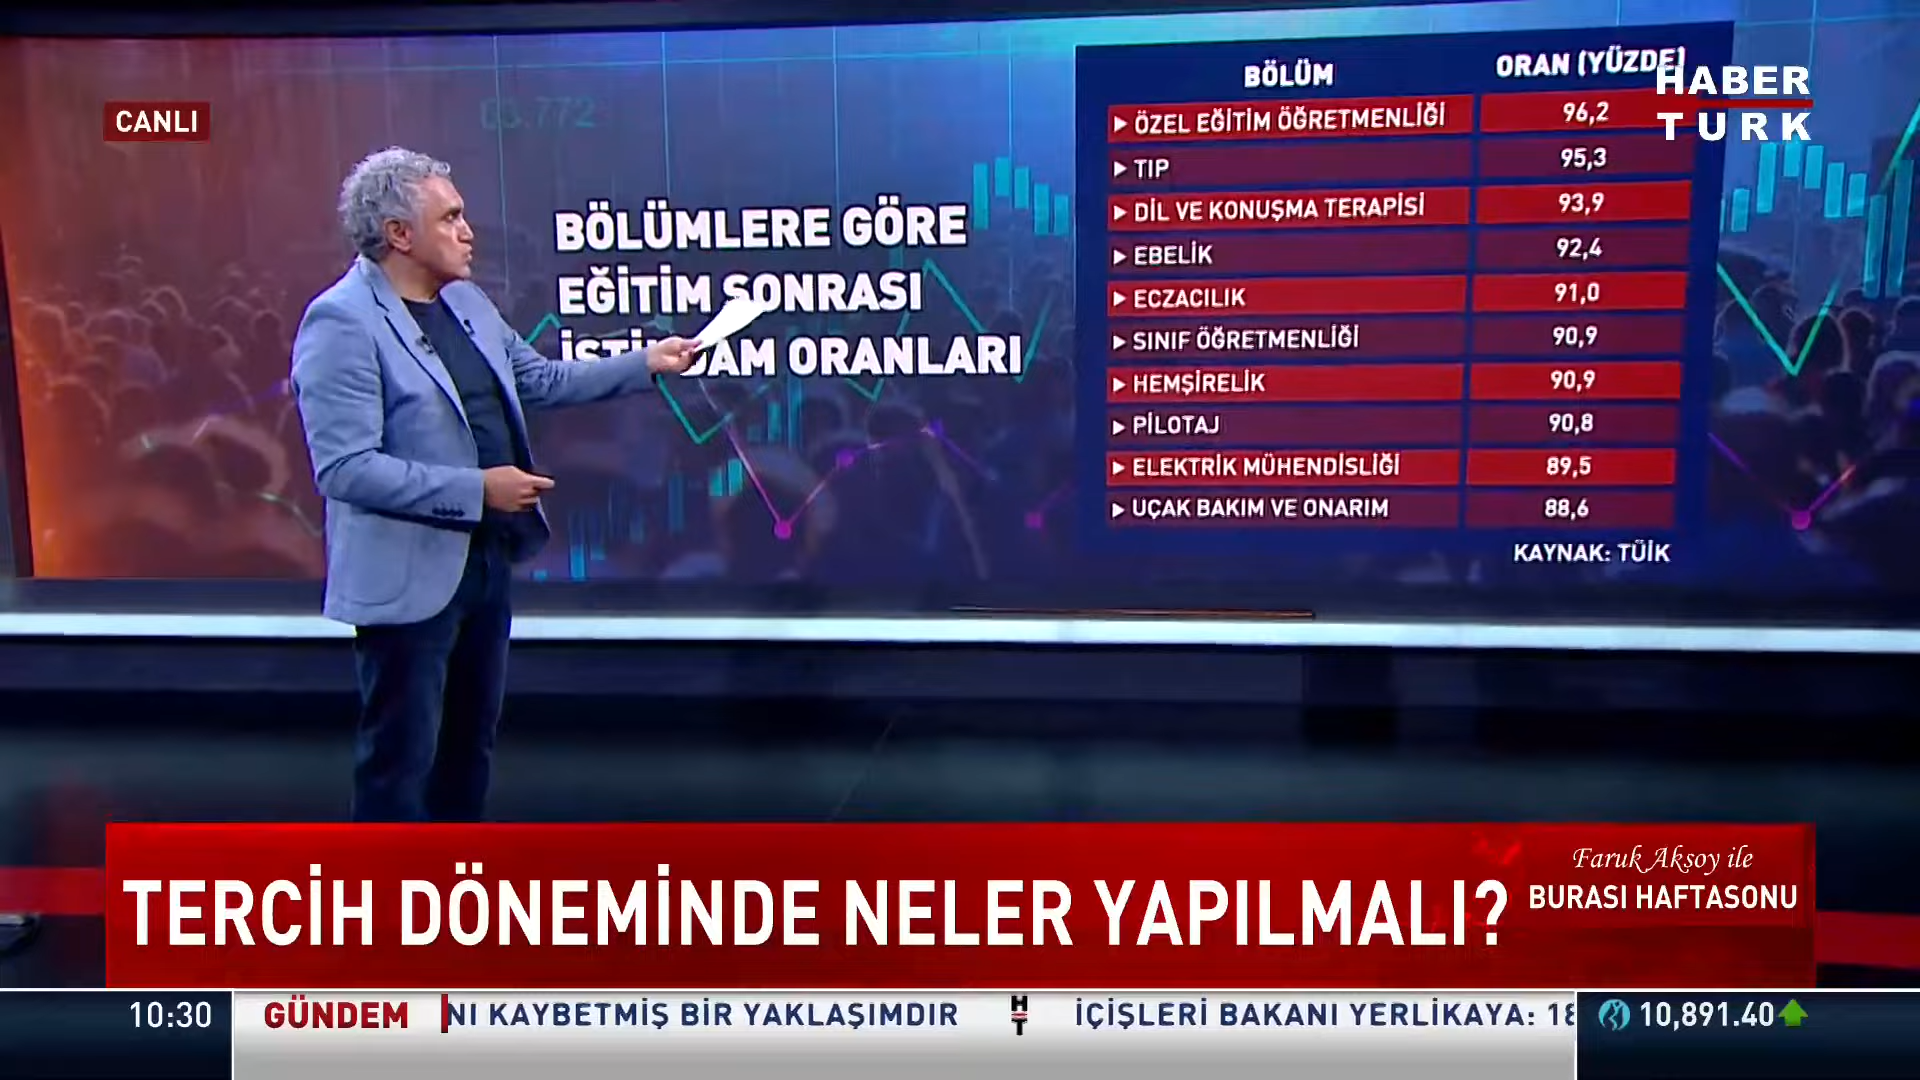 CANLI
03.772
BÖLÜMLERE GÖRE
EĞİTİM SONRASI
ORANLARI
BÖLÜM ORAN (YÜZDE)
ÖZEL EĞİTİM ÖĞRETMENLİĞİ 96,2
TIP 95,3
DİL VE KONUŞMA TERAPİSİ 93,9
EBELİK 92,4
ECZACILIK 91,0
SINIF ÖĞRETMENLİĞİ 90,9
HEMŞİRELİK 90,9
PİLOTAJ 90,8
ELEKTRİK MÜHENDİSLİĞİ 89,5
UÇAK BAKIM VE ONARIM 88,6
KAYNAK: TÜİK
HABER
TURK
TERCİH DÖNEMİNDE NELER YAPILMALI?
Faruk Aksoy ile
BURASI HAFTASONU
10:30 GÜNDEM NI KAYBETMİŞ BİR YAKLAŞIMDIR HT İÇİŞLERİ BAKANI YERLİKAYA: 18 10,891.40